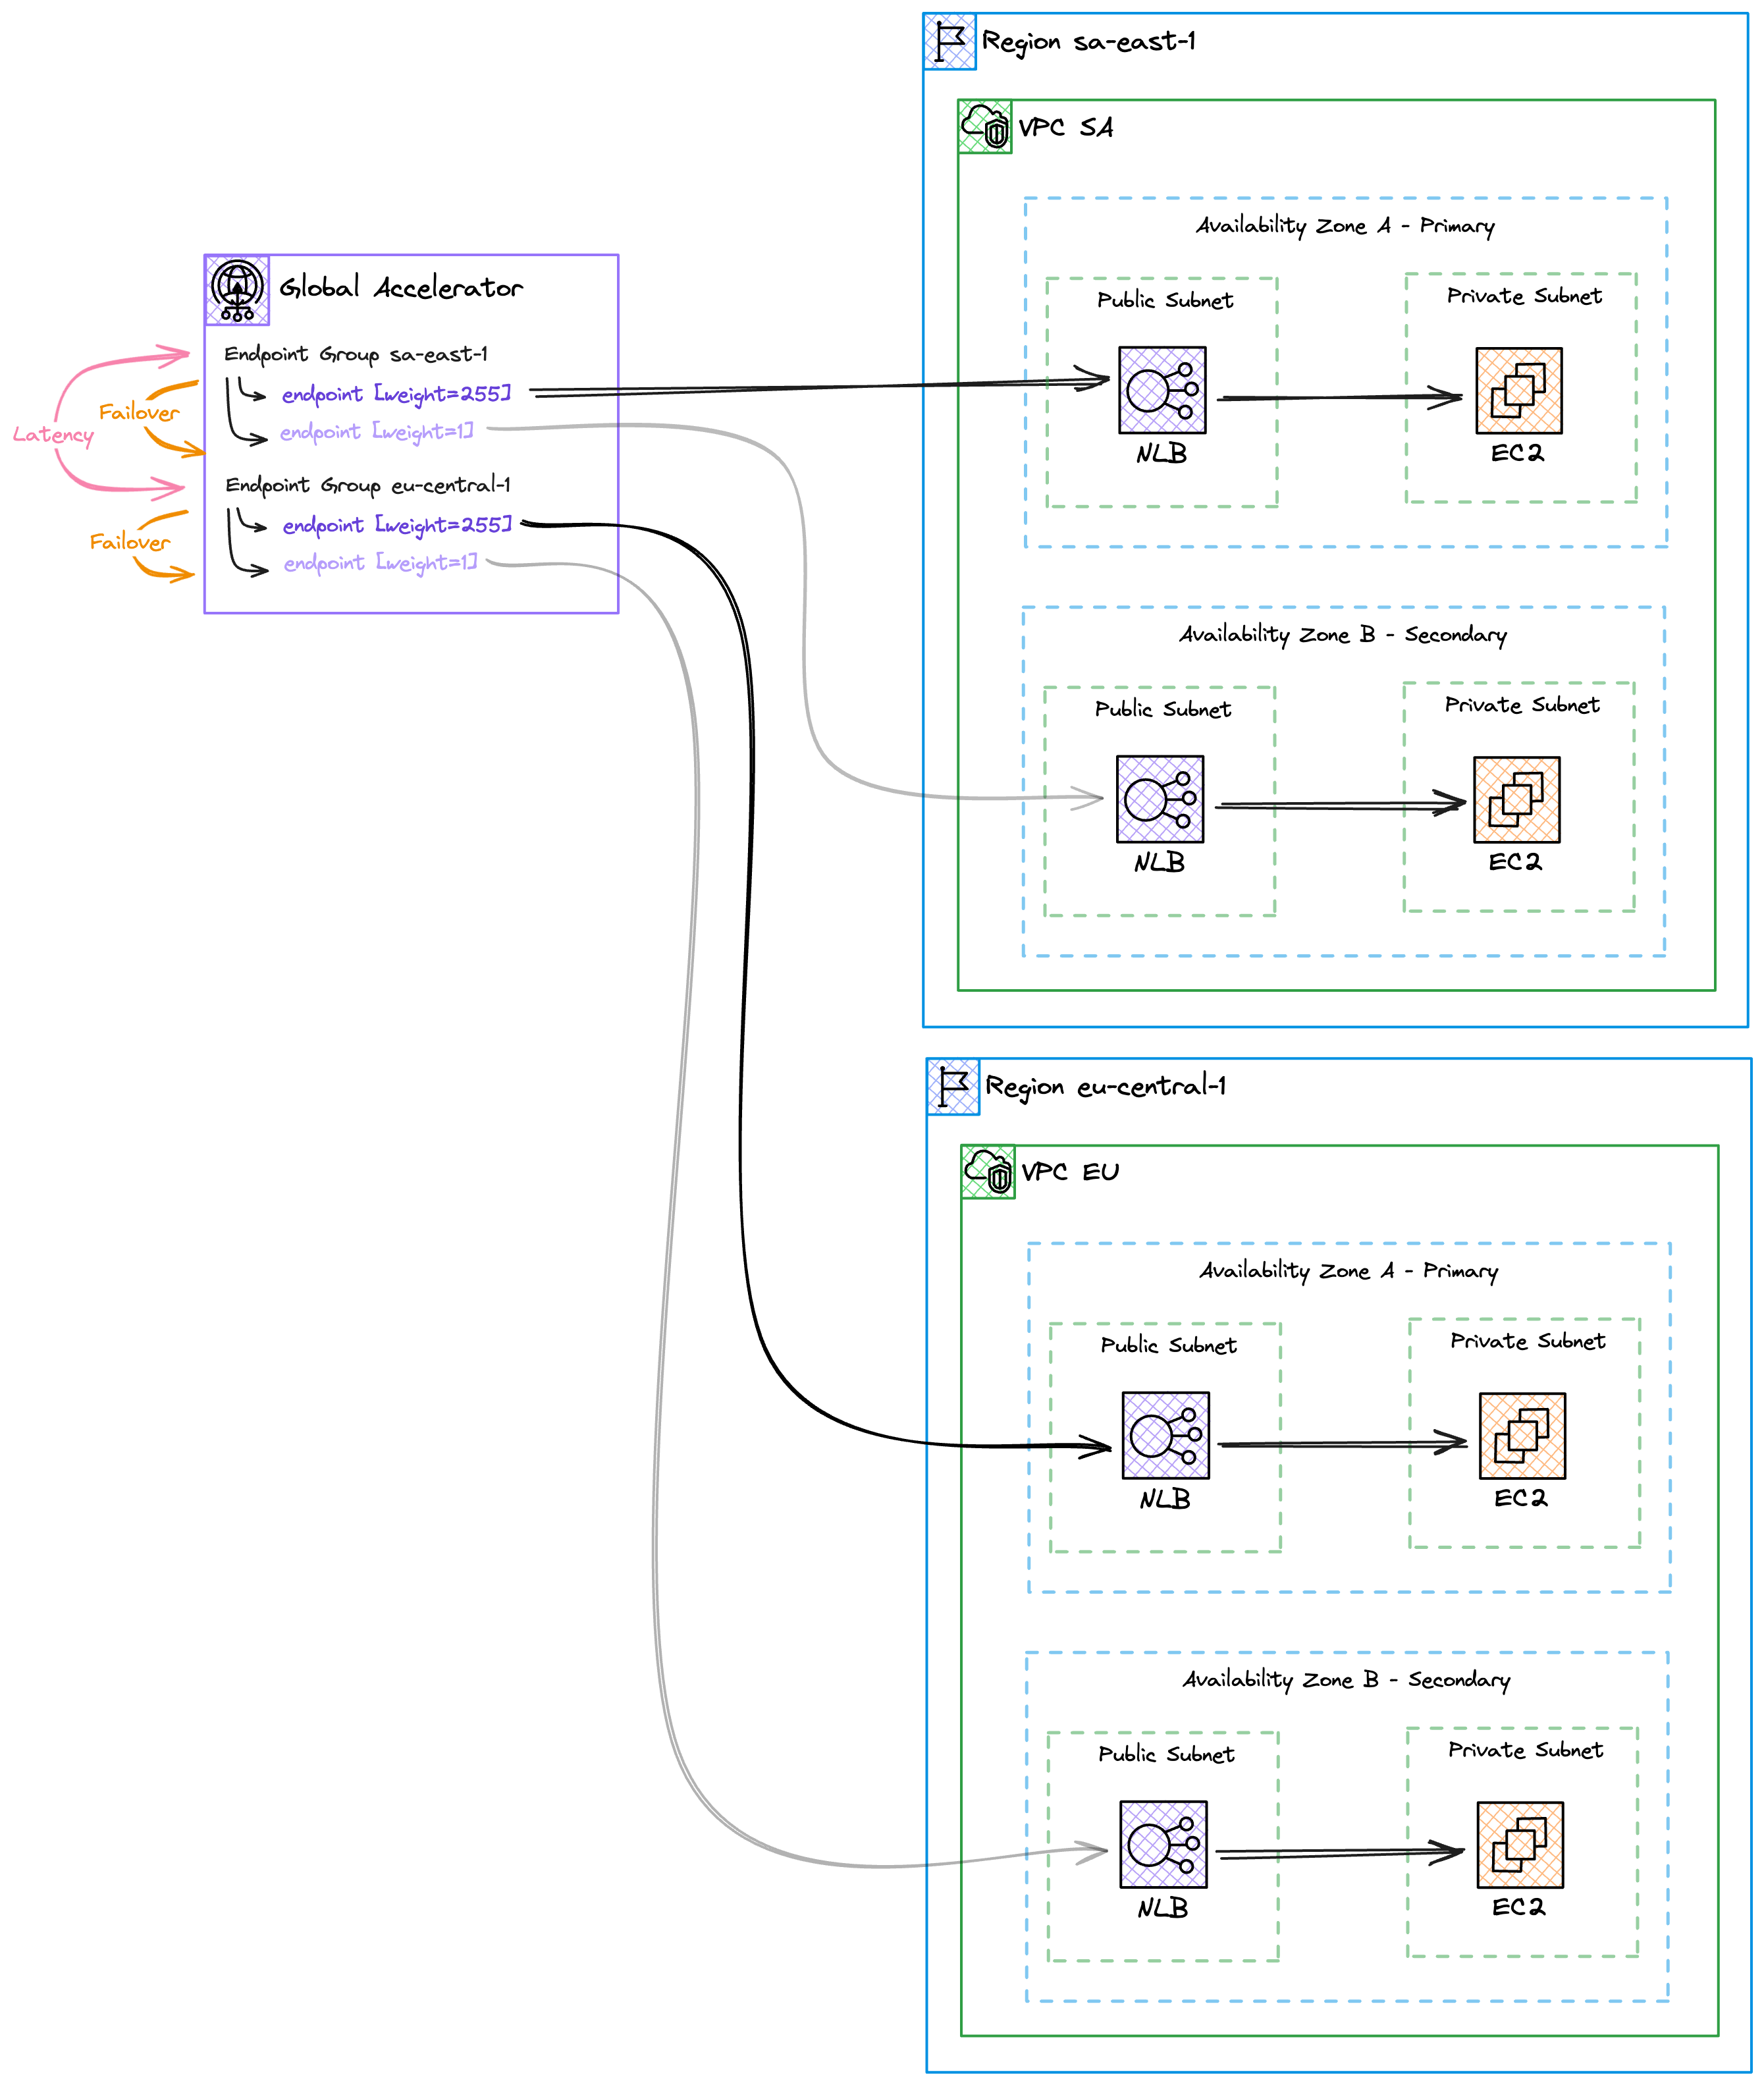 Region sa-east-1
VPC SA
Availability Zone A - Primary
Public Subnet
Private Subnet
NLB
EC2
Availability Zone B - Secondary
Public Subnet
Private Subnet
NLB
EC2
Global Accelerator
Endpoint Group sa-east-1
endpoint [weight=255]
endpoint [weight=1]
Endpoint Group eu-central-1
endpoint [weight=255]
endpoint [weight=1]
Latency
Failover
Failover
Region eu-central-1
VPC EU
Availability Zone A - Primary
Public Subnet
Private Subnet
NLB
EC2
Availability Zone B - Secondary
Public Subnet
Private Subnet
NLB
EC2